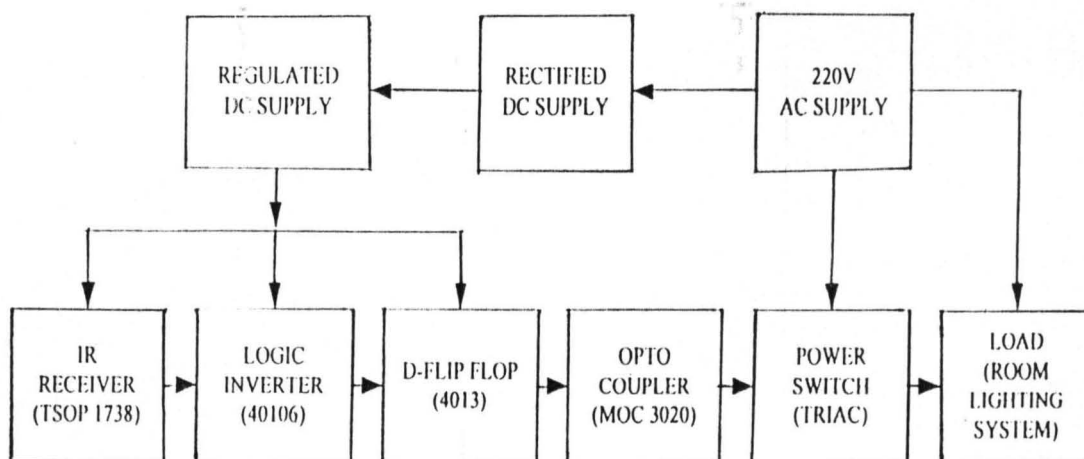 REGULATED
DC SUPPLY
RECTIFIED
DC SUPPLY
220V
AC SUPPLY
IR
RECEIVER
(TSOP 1738)
LOGIC
INVERTER
(40106)
D-FLIP FLOP
(4013)
OPTO
COUPLER
(MOC 3020)
POWER
SWITCH
(TRIAC)
LOAD
(ROOM
LIGHTING
SYSTEM)